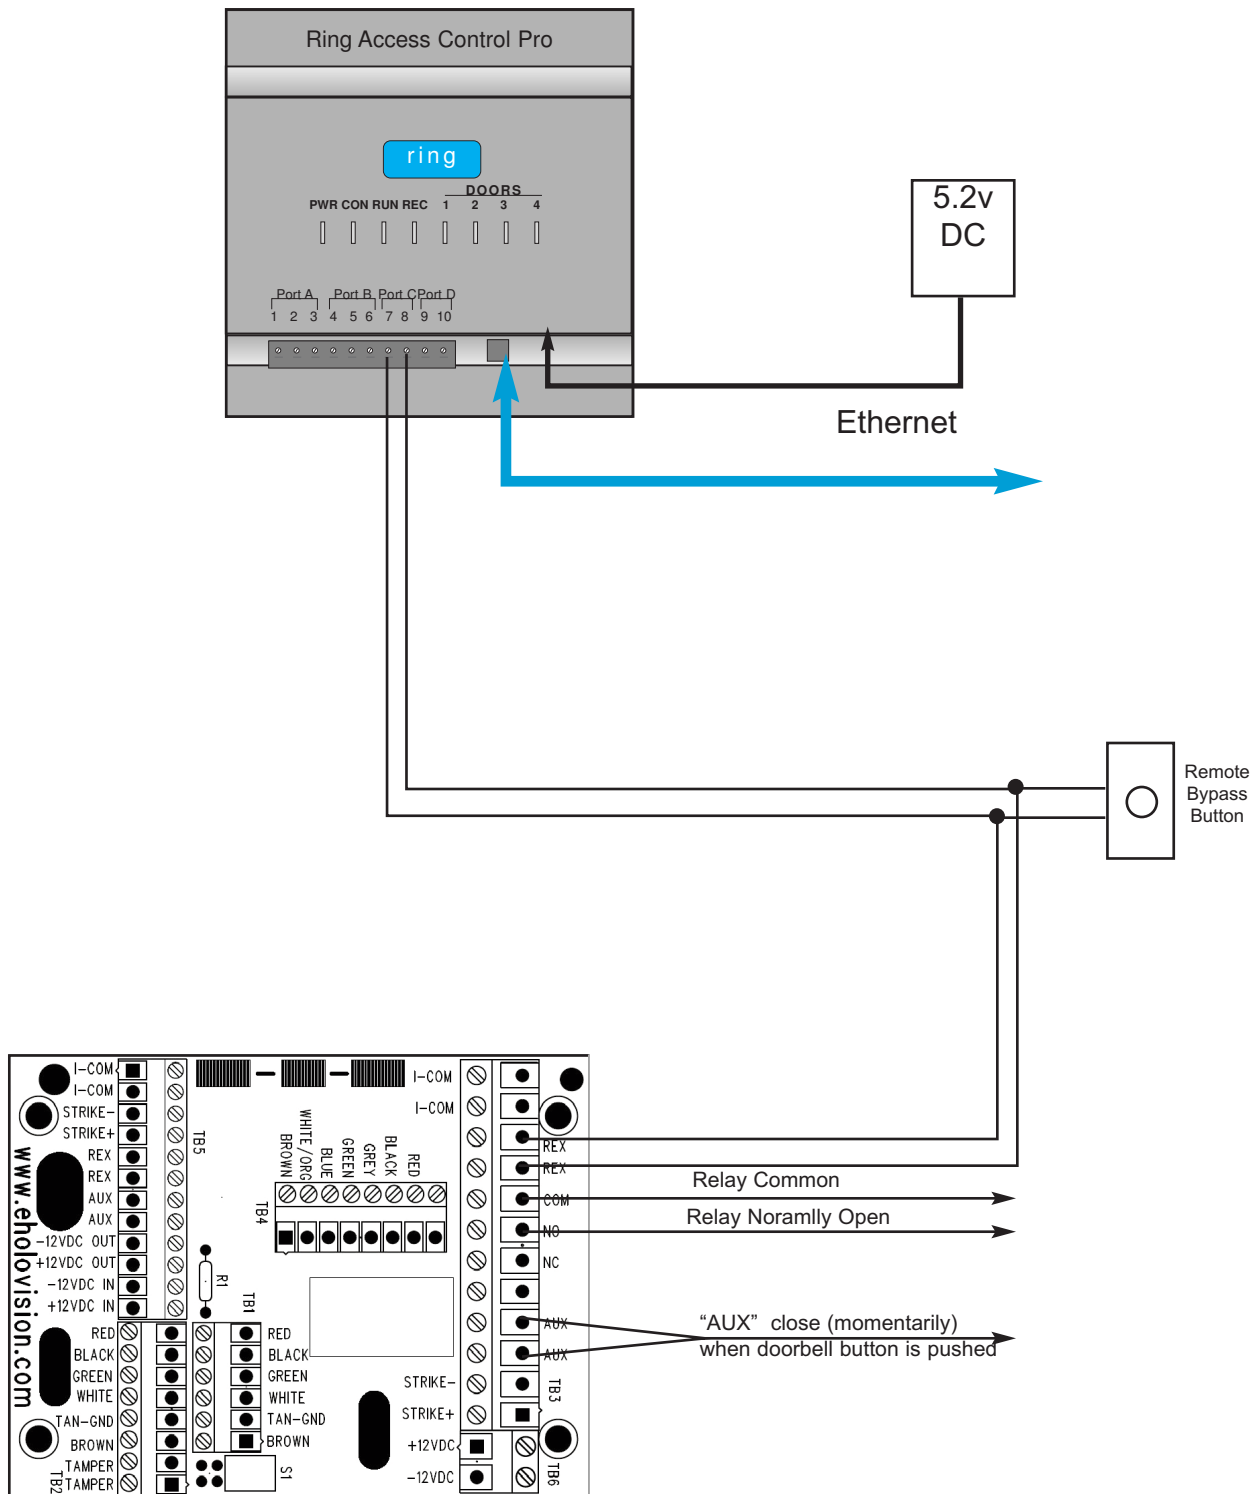 Ring Access Control Pro
ring
DOORS
PWR CON RUN REC 1 2 3 4
Port A Port B Port C Port D
1 2 3 4 5 6 7 8 9 10
5.2v
DC
Ethernet
Remote
Bypass
Button
www.eholovision.com
I-COM
I-COM
STRIKE-
STRIKE+
REX
REX
AUX
AUX
-12VDC OUT
+12VDC OUT
-12VDC IN
+12VDC IN
TB5
RED
BLACK
GREEN
WHITE
TAN-GND
BROWN
TAMPER
TAMPER
TB2
BROWN
WHITE/ORG
BLUE
GREEN
GREY
BLACK
RED
TB4
R1
TB1
RED
BLACK
GREEN
WHITE
TAN-GND
BROWN
S1
I-COM
I-COM
REX
REX
COM
NO
NC
AUX
AUX
STRIKE-
STRIKE+
TB3
+12VDC
-12VDC
TB6
Relay Common
Relay Noramlly Open
“AUX” close (momentarily)
when doorbell button is pushed